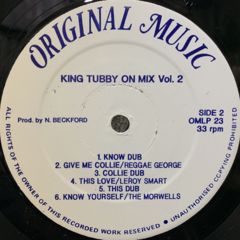 ORIGINAL MUSIC
KING TUBBY ON MIX Vol. 2
Prod. by N. BECKFORD
SIDE 2
OMLP 23
33 rpm
1. KNOW DUB
2. GIVE ME COLLIE/REGGAE GEORGE
3. COLLIE DUB
4. THIS LOVE/LEROY SMART
5. THIS DUB
6. KNOW YOURSELF/THE MORWELLS
ALL RIGHTS OF THE OWNER OF THIS RECORDED WORK RESERVED • UNAUTHORISED COPYING PROHIBITED